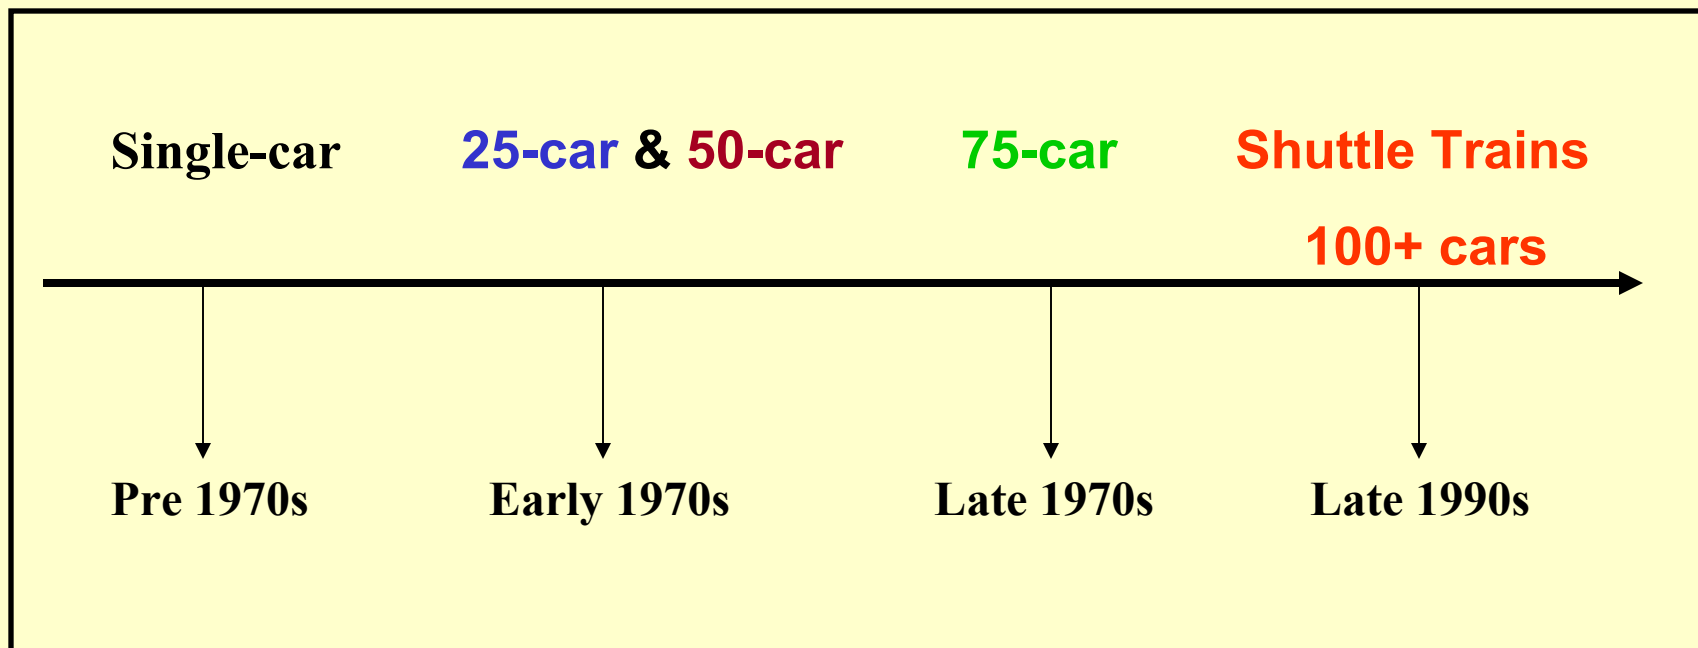 Single-car 25-car & 50-car 75-car Shuttle Trains
100+ cars
Pre 1970s Early 1970s Late 1970s Late 1990s